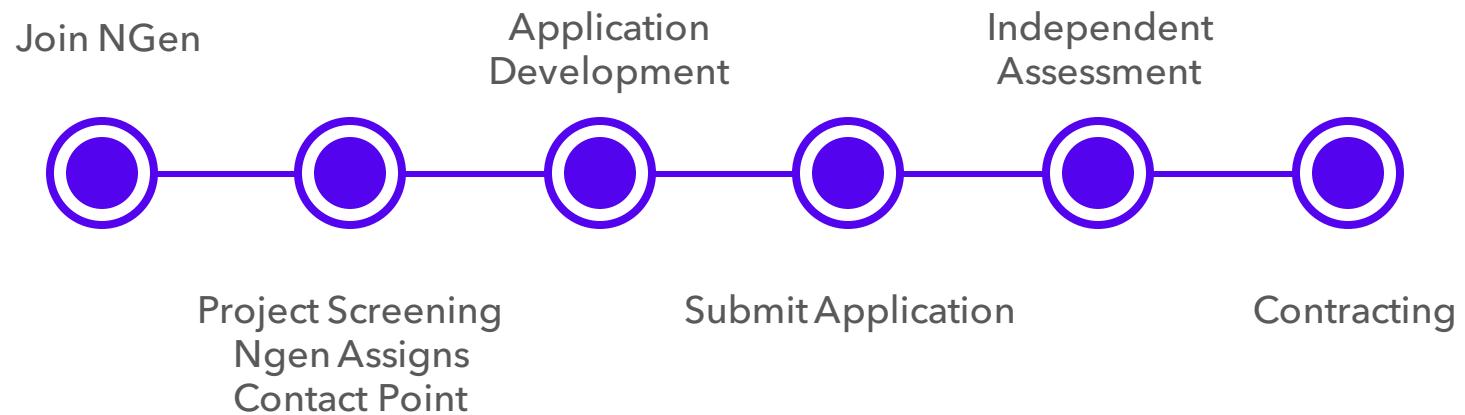 Join NGen
Project Screening
Ngen Assigns
Contact Point
Application
Development
Submit Application
Independent
Assessment
Contracting